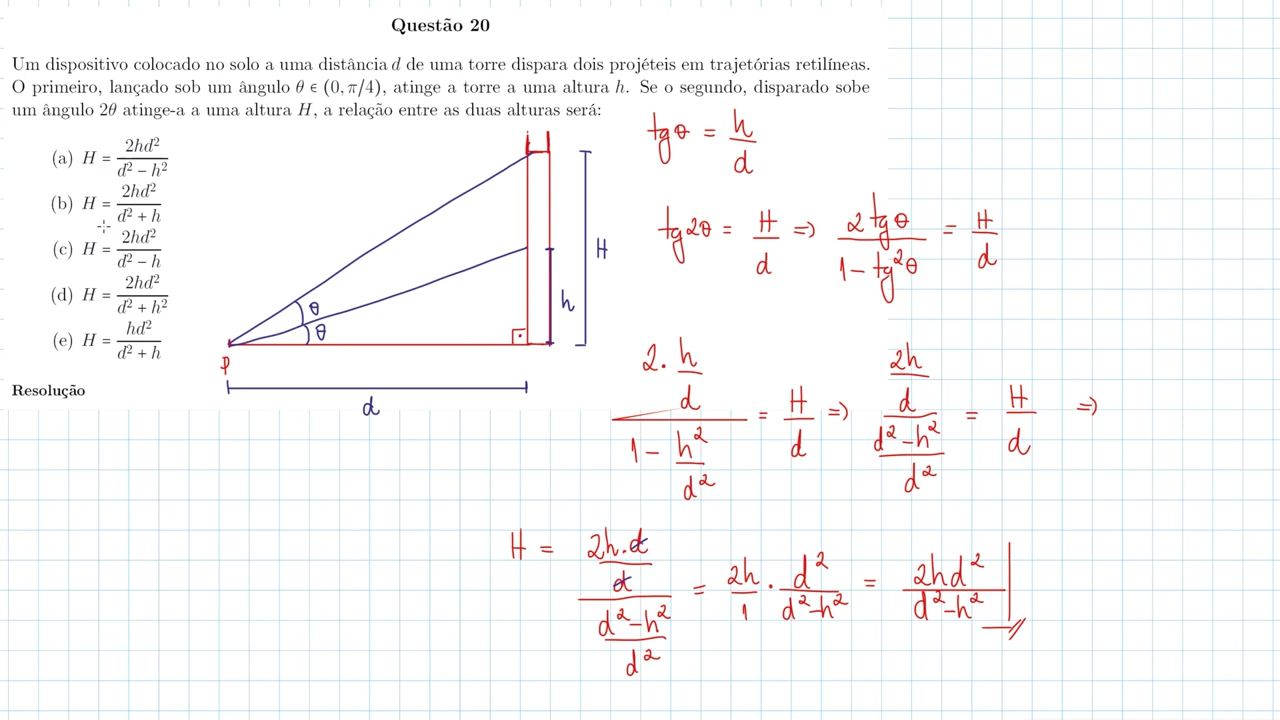 Questão 20
Um dispositivo colocado no solo a uma distância d de uma torre dispara dois projéteis em trajetórias retilíneas.
O primeiro, lançado sob um ângulo θ ∈ (0, π/4), atinge a torre a uma altura h. Se o segundo, disparado sobe
um ângulo 2θ atinge-a a uma altura H, a relação entre as duas alturas será:
(a) H = 2hd²/(d² − h²)
(b) H = 2hd²/(d² + h)
(c) H = 2hd²/(d² − h)
(d) H = 2hd²/(d² + h²)
(e) H = hd²/(d² + h)
Resolução
θ
θ
P
d
h
H
tgθ = h/d
tg2θ = H/d ⇒ 2tgθ/(1 − tg²θ) = H/d
(2 · h/d)/(1 − h²/d²) = H/d ⇒ (2h/d)/((d² − h²)/d²) = H/d ⇒
H = (2h·d/d)/((d² − h²)/d²) = 2h/1 · d²/(d² − h²) = 2hd²/(d² − h²)